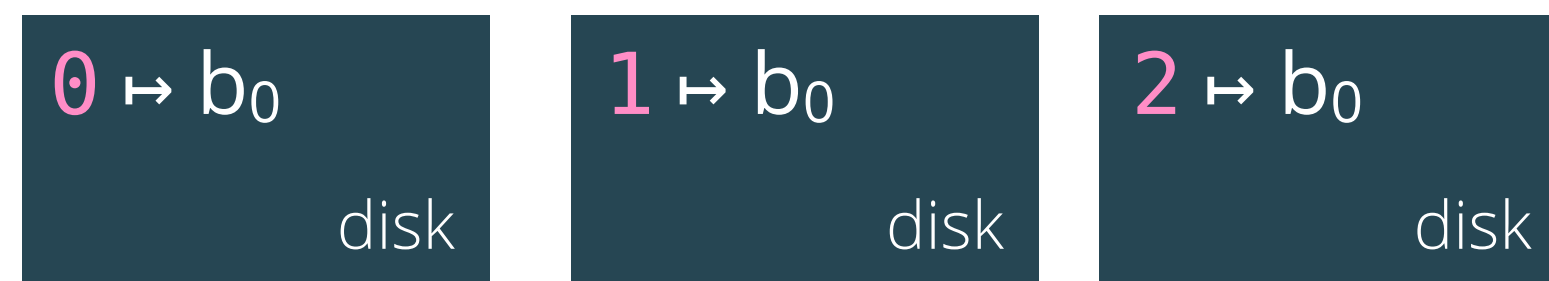 0 ↦ b₀
disk
1 ↦ b₀
disk
2 ↦ b₀
disk